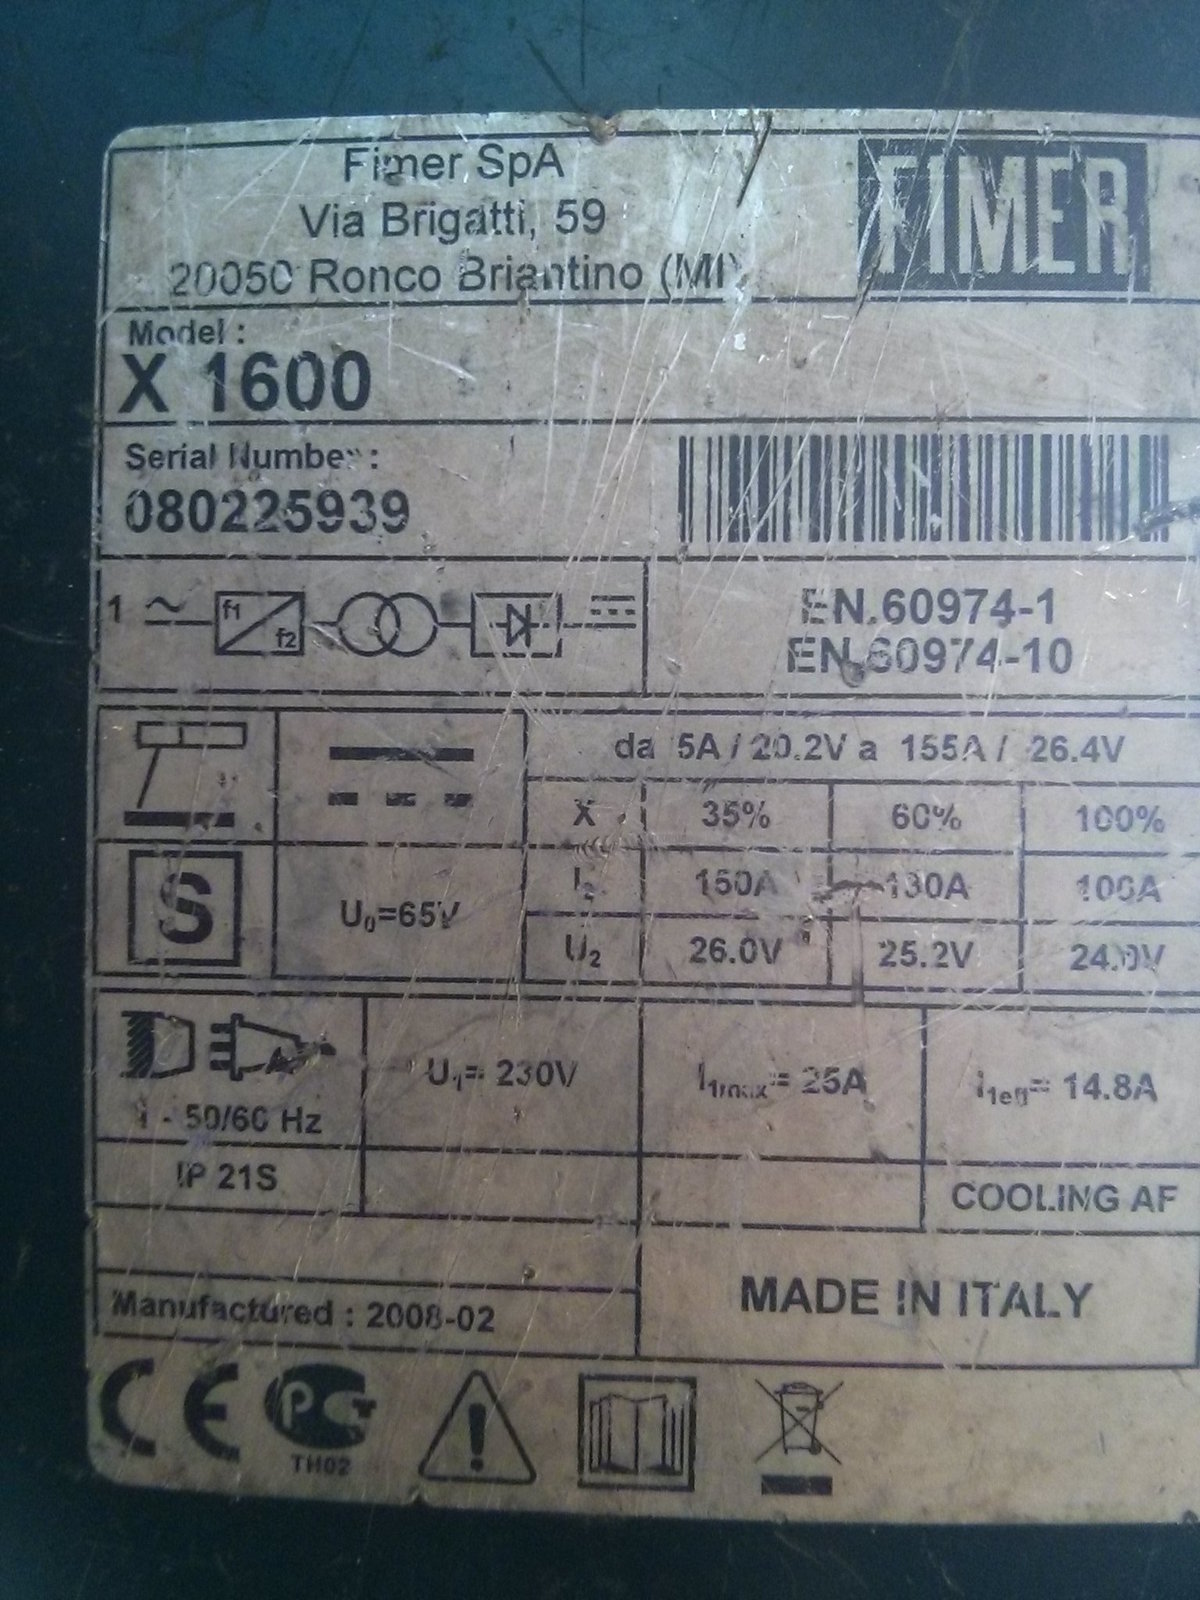 Fimer SpA
Via Brigatti, 59
20050 Ronco Briantino (MI)
FIMER
Model :
X 1600
Serial Number :
080225939
1
f1
f2
EN.60974-1
EN.60974-10
da 5A / 20.2V a 155A / 26.4V
X 35% 60% 100%
I2 150A 130A 100A
U2 26.0V 25.2V 24.0V
S
U0=65V
U1= 230V
I1max= 25A
I1eff= 14.8A
1 - 50/60 Hz
IP 21S
COOLING AF
Manufactured : 2008-02
MADE IN ITALY
CE
PCT
TH02